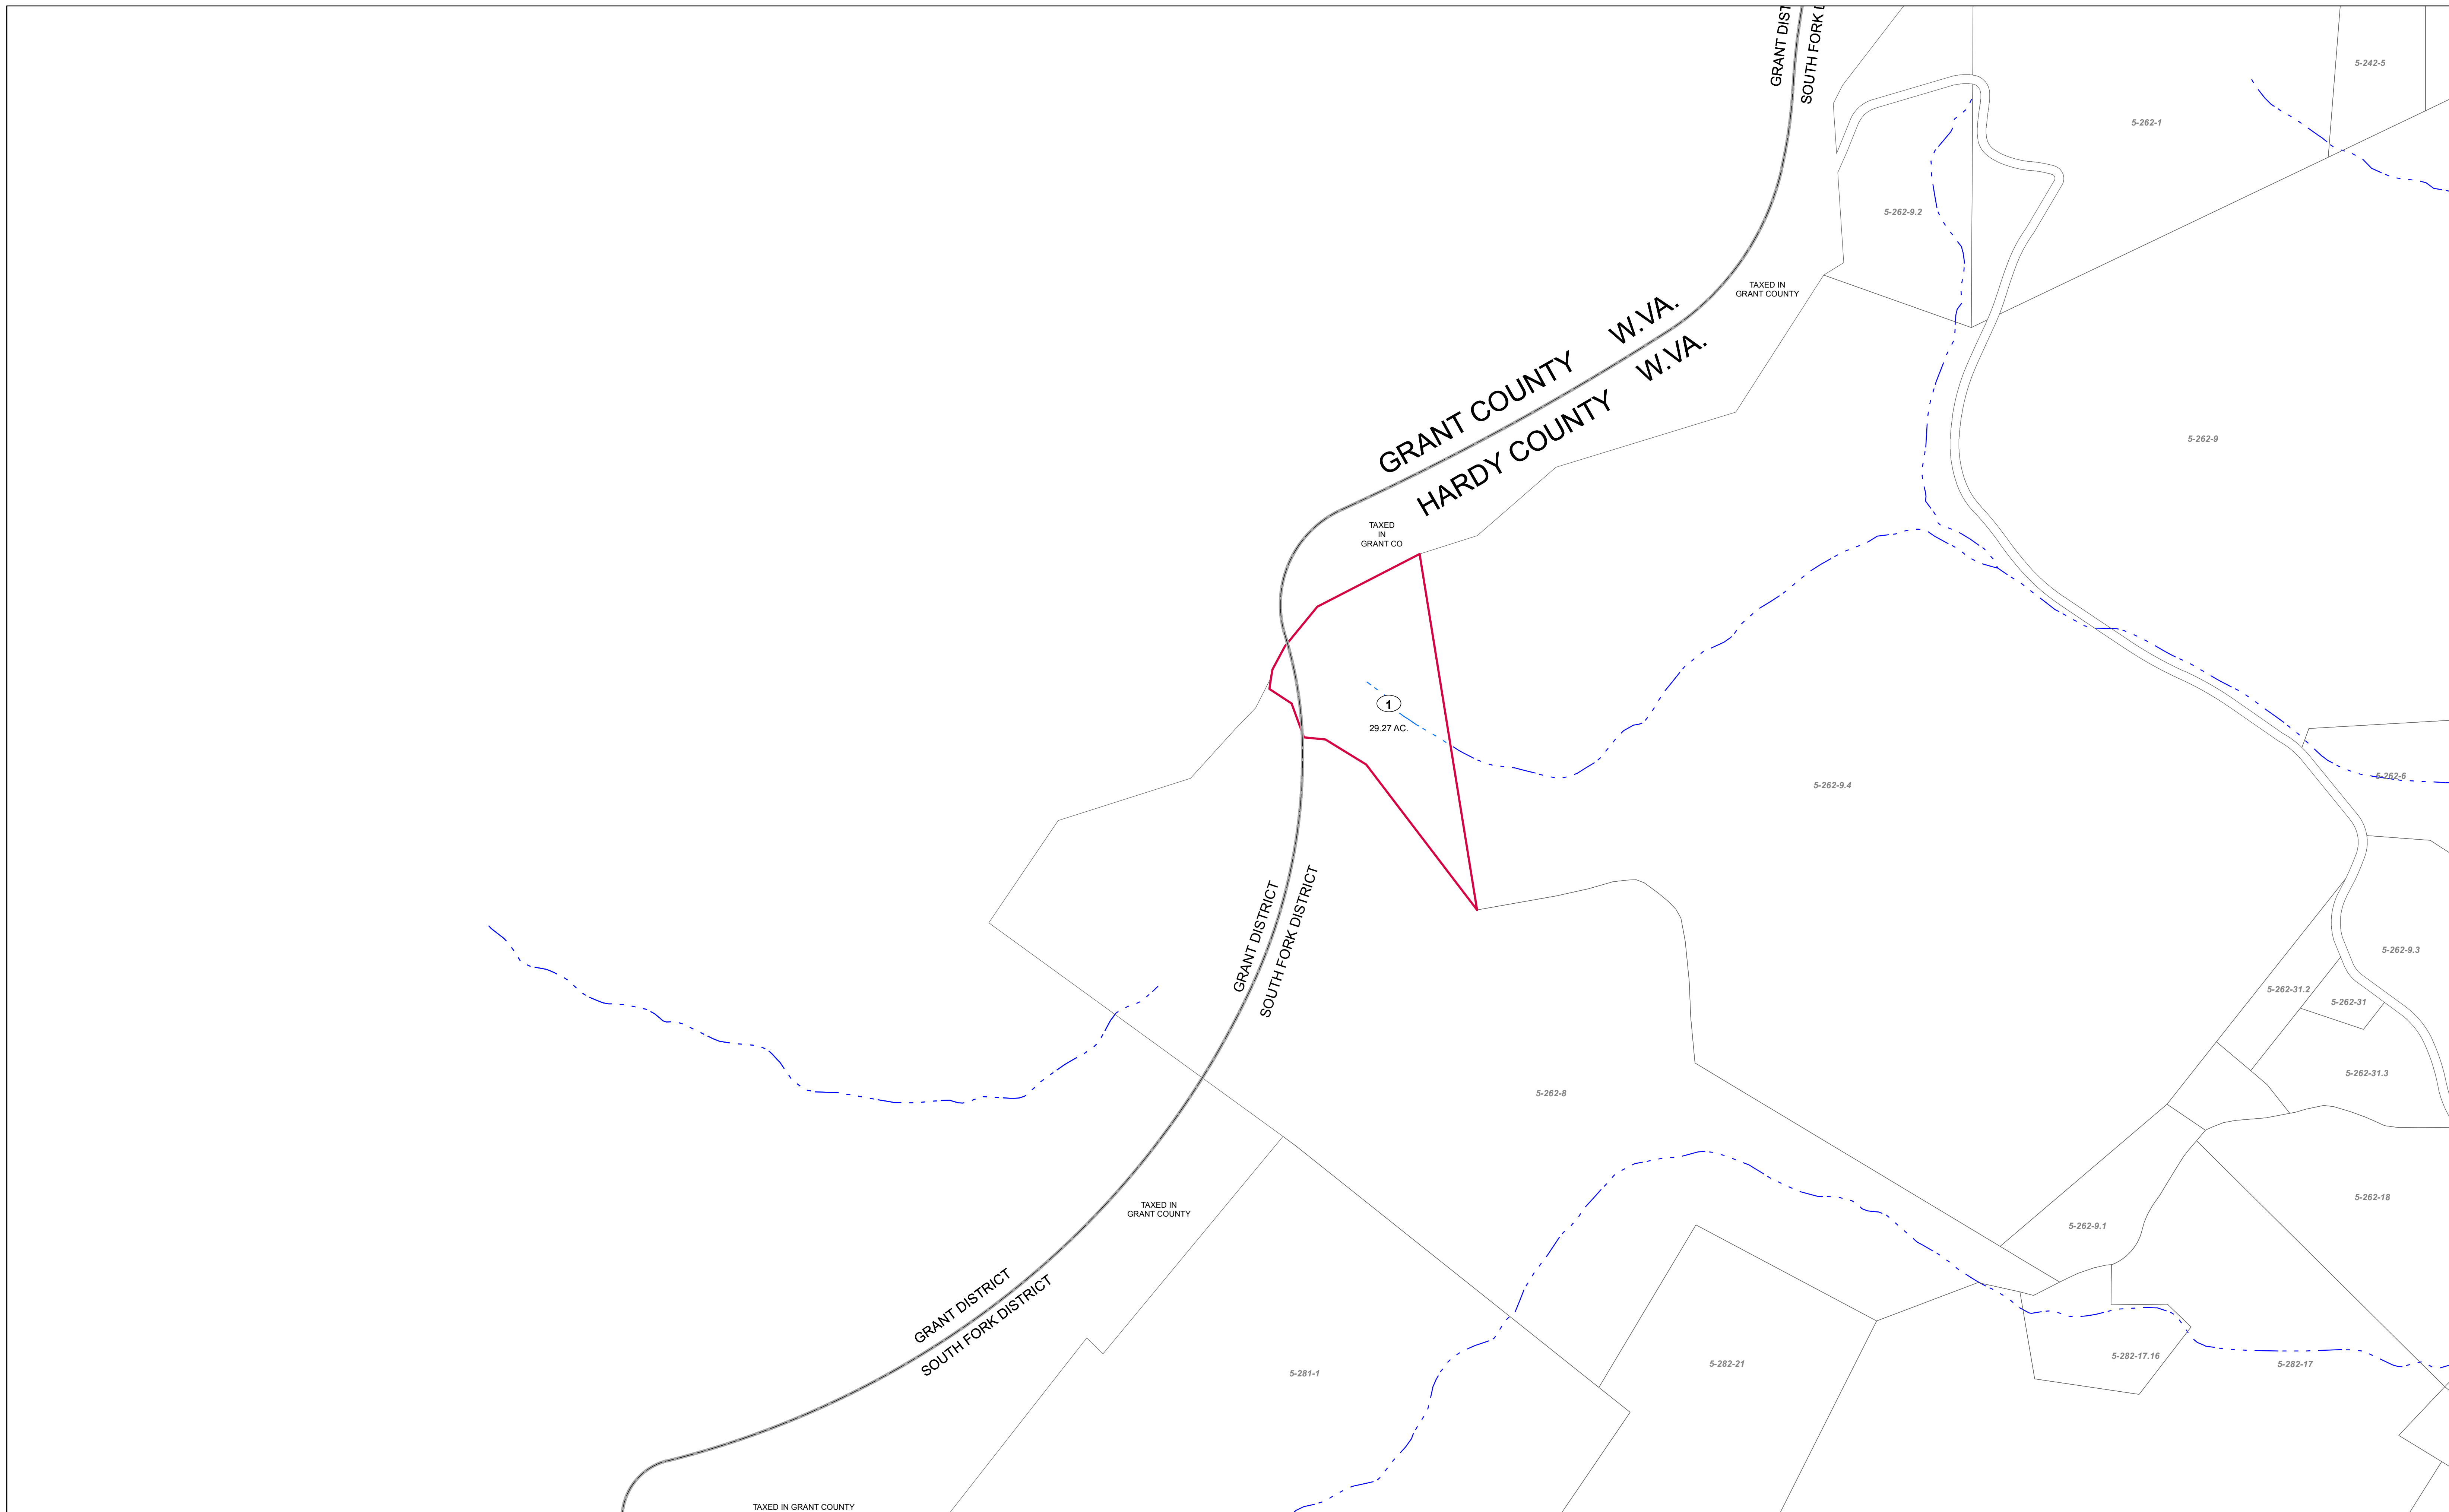 GRANT DIST
SOUTH FORK D
5-242-5
5-262-1
5-262-9.2
TAXED IN
GRANT COUNTY
GRANT COUNTY W.VA.
HARDY COUNTY W.VA.
5-262-9
TAXED
IN
GRANT CO
1
29.27 AC.
5-262-6
5-262-9.4
GRANT DISTRICT
SOUTH FORK DISTRICT
5-262-9.3
5-262-31.2
5-262-31
5-262-31.3
5-262-8
5-262-18
TAXED IN
GRANT COUNTY
5-262-9.1
GRANT DISTRICT
SOUTH FORK DISTRICT
5-281-1
5-282-21
5-282-17.16
5-282-17
TAXED IN GRANT COUNTY